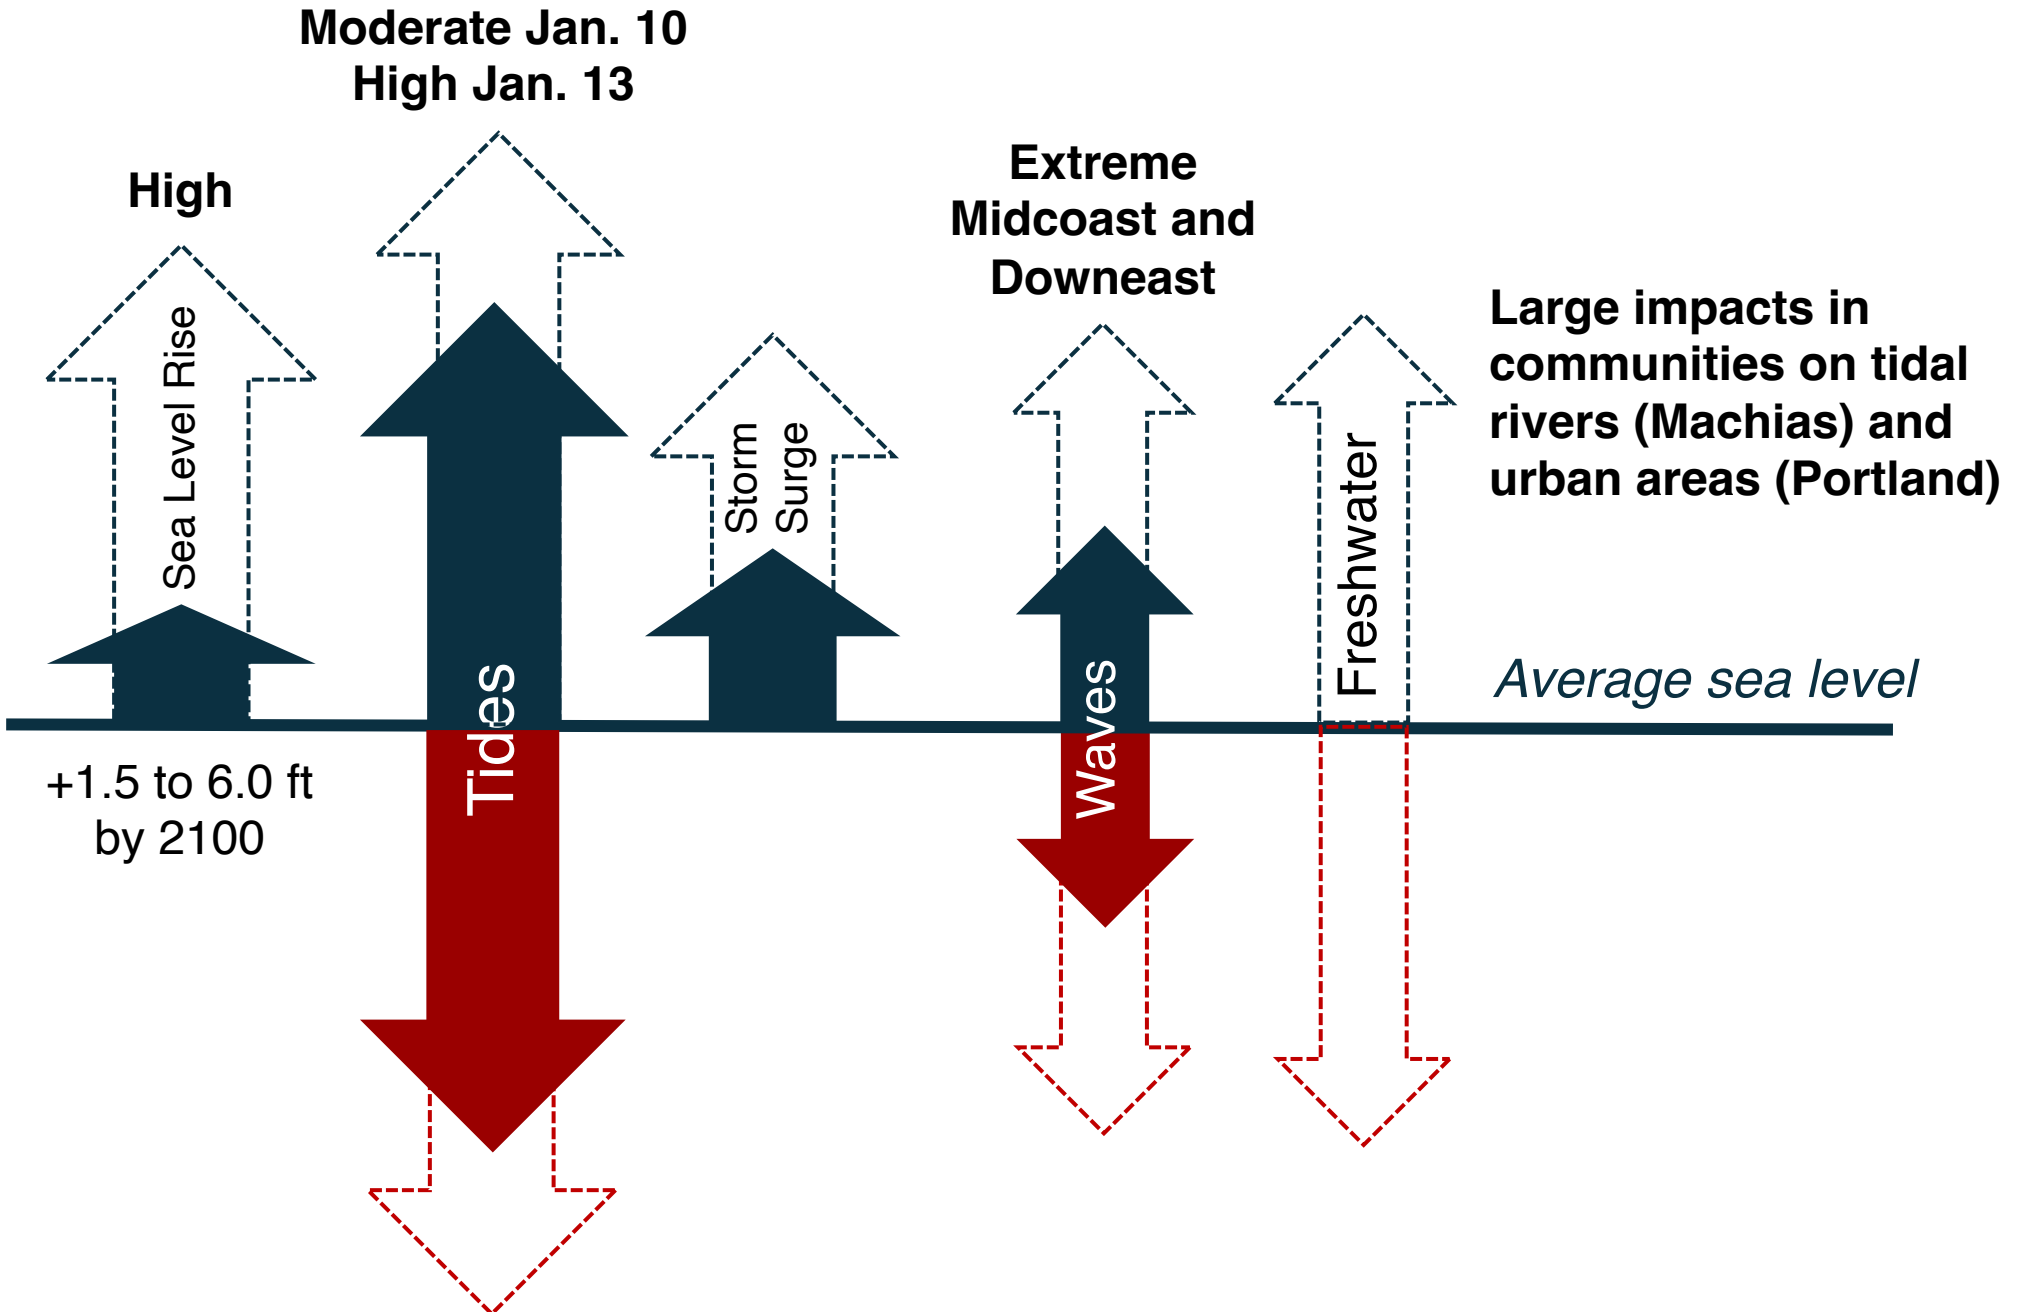 Moderate Jan. 10
High Jan. 13
High
Extreme
Midcoast and
Downeast
Large impacts in
communities on tidal
rivers (Machias) and
urban areas (Portland)
Sea Level Rise
Tides
Storm
Surge
Waves
Freshwater
Average sea level
+1.5 to 6.0 ft
by 2100